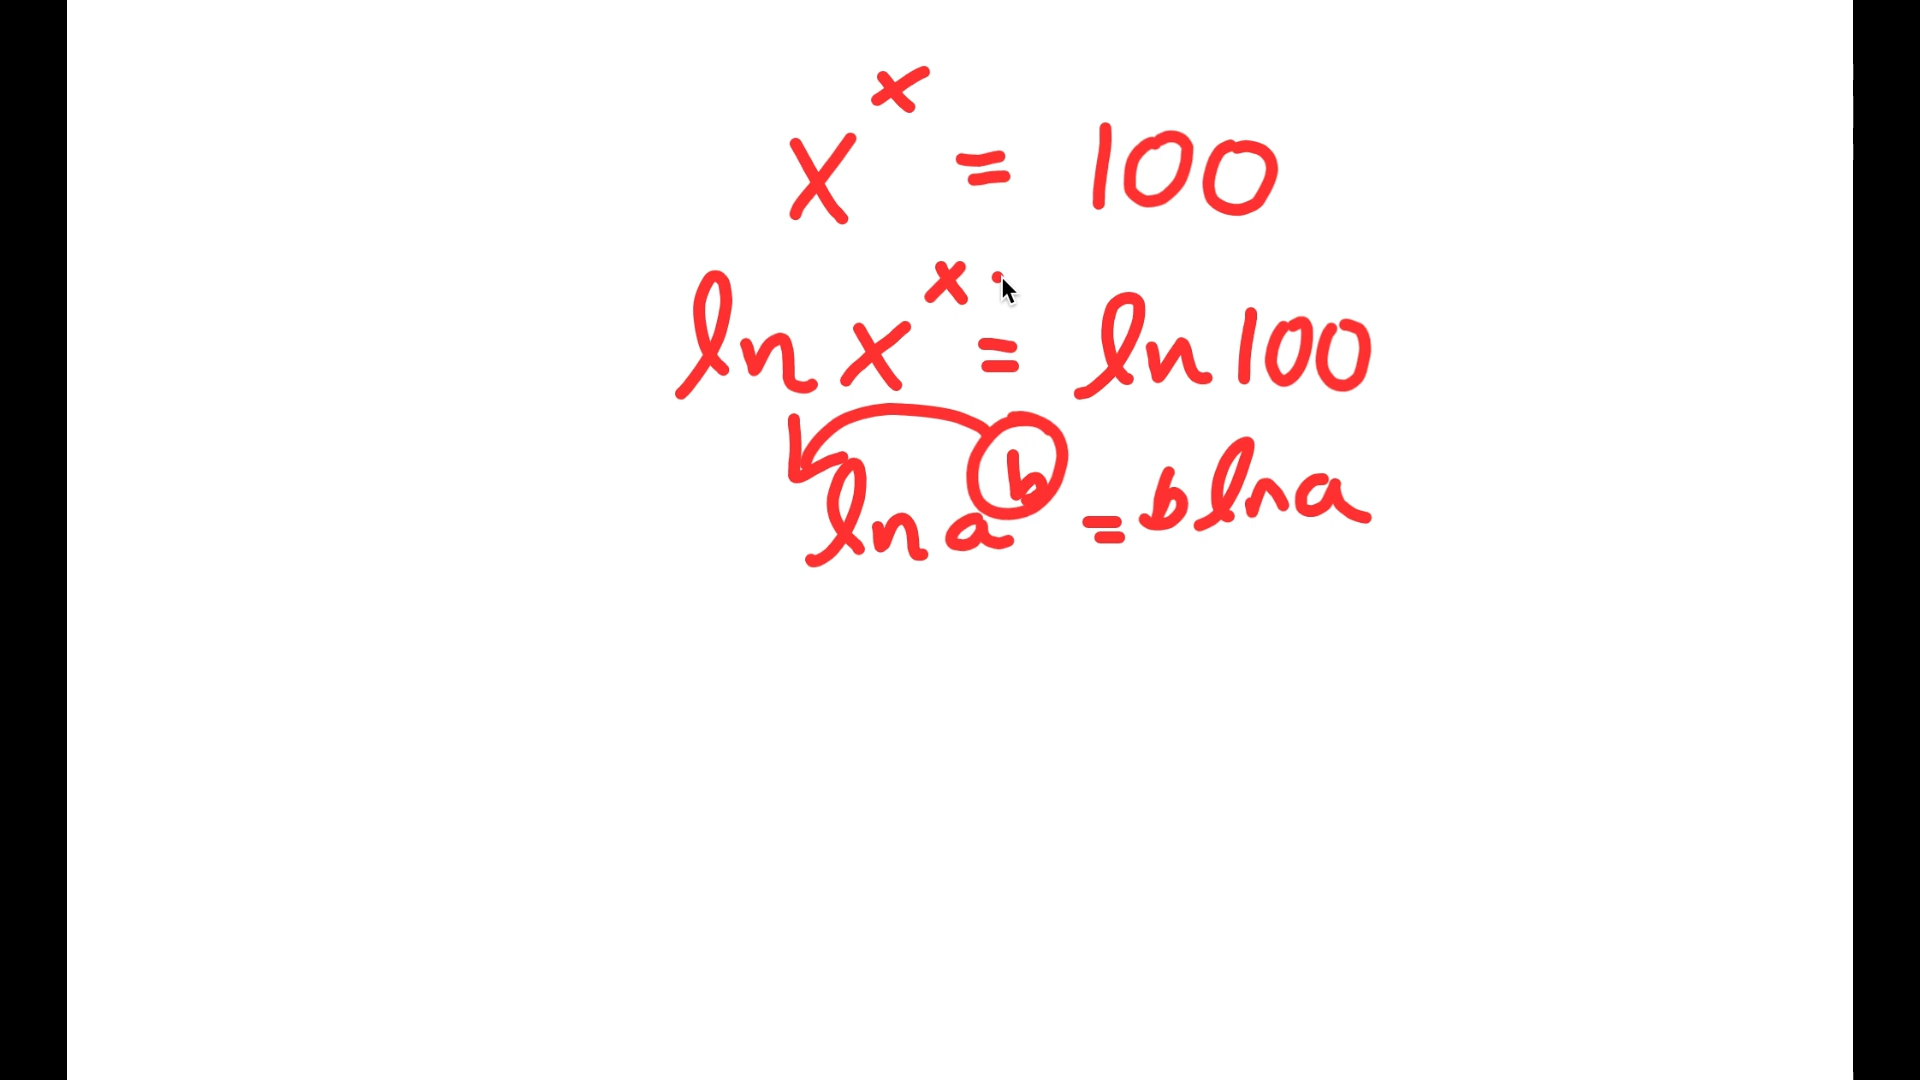 x^x = 100
ln x^x = ln 100
ln a^b = b ln a